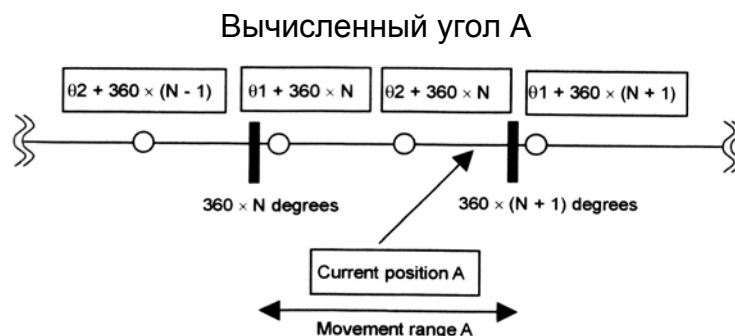 Вычисленный угол А
θ2 + 360 × (N - 1)
θ1 + 360 × N
θ2 + 360 × N
θ1 + 360 × (N + 1)
360 × N degrees
360 × (N + 1) degrees
Current position A
Movement range A